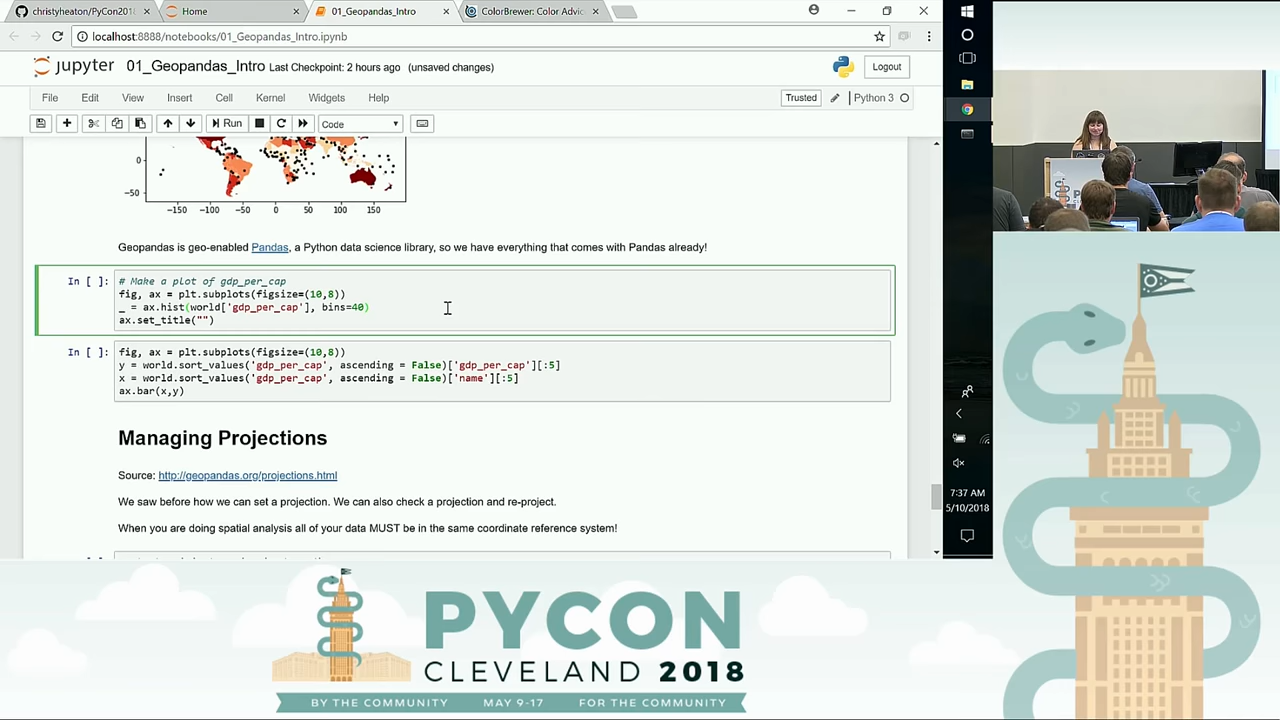 christyheaton/PyCon2018
Home
01_Geopandas_Intro
ColorBrewer: Color Advic
localhost:8888/notebooks/01_Geopandas_Intro.ipynb
jupyter 01_Geopandas_Intro Last Checkpoint: 2 hours ago (unsaved changes)
Logout
File Edit View Insert Cell Kernel Widgets Help
Trusted Python 3
Run Code
0
−50
−150 −100 −50 0 50 100 150
Geopandas is geo-enabled Pandas, a Python data science library, so we have everything that comes with Pandas already!
In [ ]: # Make a plot of gdp_per_cap
fig, ax = plt.subplots(figsize=(10,8))
_ = ax.hist(world['gdp_per_cap'], bins=40)
ax.set_title("")
In [ ]: fig, ax = plt.subplots(figsize=(10,8))
y = world.sort_values('gdp_per_cap', ascending = False)['gdp_per_cap'][:5]
x = world.sort_values('gdp_per_cap', ascending = False)['name'][:5]
ax.bar(x,y)
Managing Projections
Source: http://geopandas.org/projections.html
We saw before how we can set a projection. We can also check a projection and re-project.
When you are doing spatial analysis all of your data MUST be in the same coordinate reference system!
7:37 AM
5/10/2018
PYCON
CLEVELAND 2018
BY THE COMMUNITY MAY 9-17 FOR THE COMMUNITY